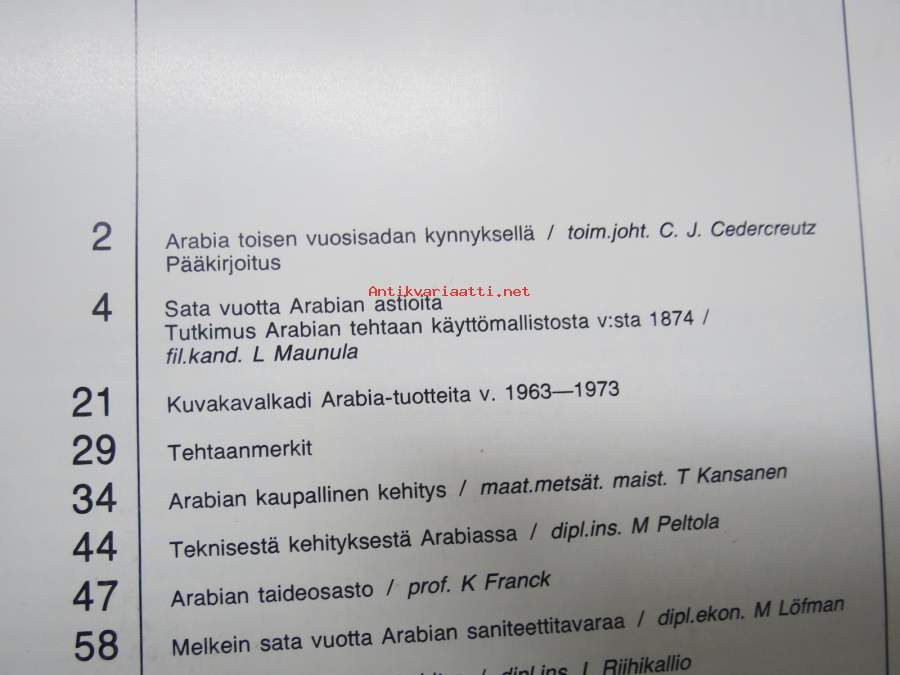 2 Arabia toisen vuosisadan kynnyksellä / toim.joht. C. J. Cedercreutz
Pääkirjoitus
Antikvariaatti.net
4 Sata vuotta Arabian astioita
Tutkimus Arabian tehtaan käyttömallistosta v:sta 1874 /
fil.kand. L Maunula
21 Kuvakavalkadi Arabia-tuotteita v. 1963—1973
29 Tehtaanmerkit
34 Arabian kaupallinen kehitys / maat.metsät. maist. T Kansanen
44 Teknisestä kehityksestä Arabiassa / dipl.ins. M Peltola
47 Arabian taideosasto / prof. K Franck
58 Melkein sata vuotta Arabian saniteettitavaraa / dipl.ekon. M Löfman
/ dipl.ins. L Riihikallio